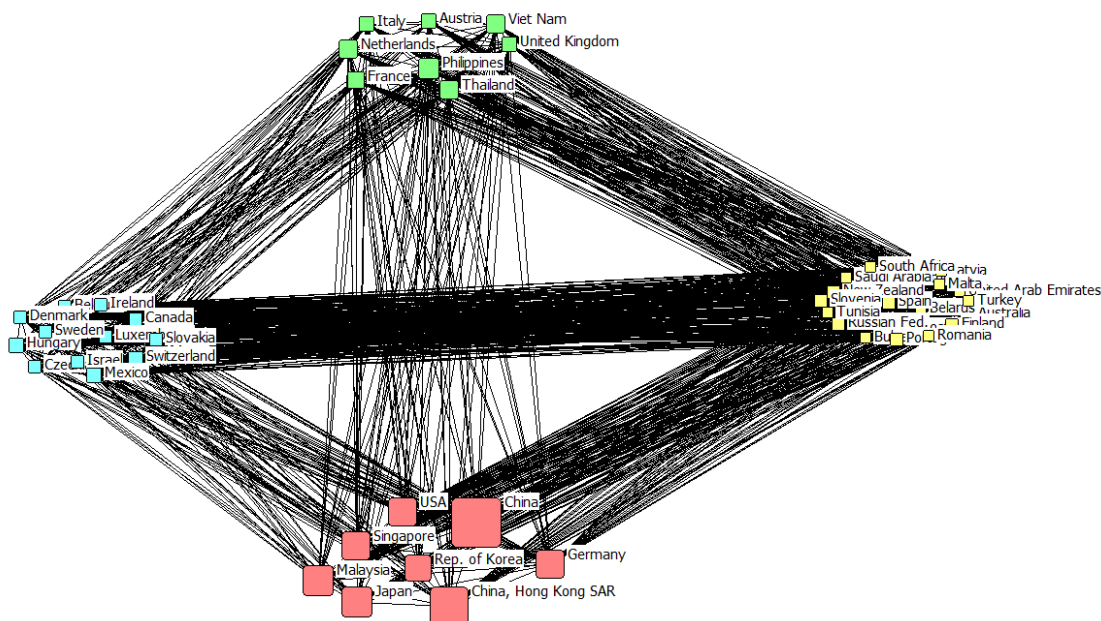 Italy
Austria
Viet Nam
Netherlands
United Kingdom
Philippines
France
Thailand
South Africa
Saudi Arabia
Malta
New Zealand
United Arab Emirates
Slovenia
Spain
Turkey
Tunisia
Belarus
Russian Fed.
Finland
Romania
Ireland
Denmark
Canada
Sweden
Hungary
Slovakia
Israel
Switzerland
Mexico
USA
China
Singapore
Rep. of Korea
Germany
Malaysia
Japan
China, Hong Kong SAR